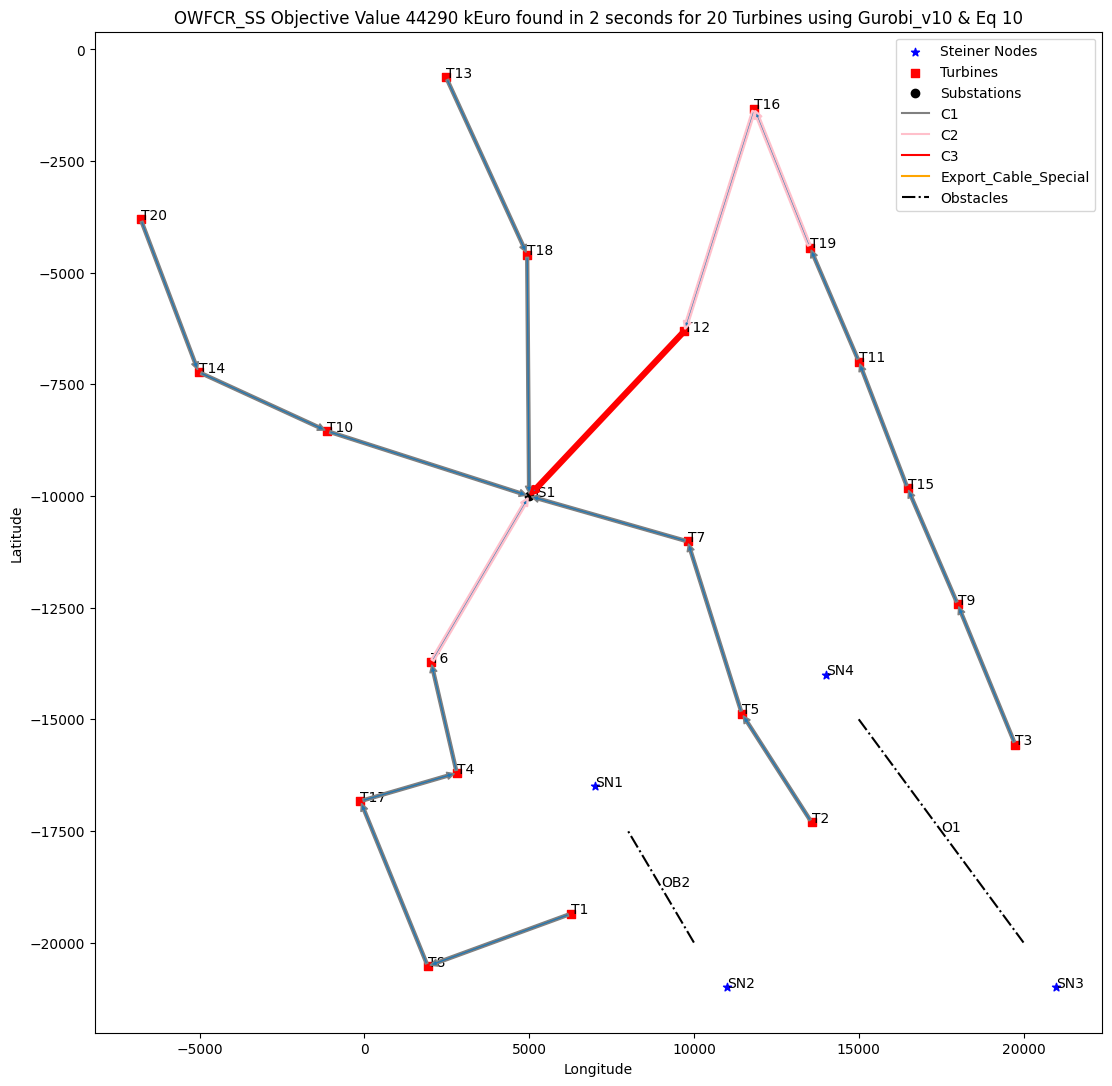 OWFCR_SS Objective Value 44290 kEuro found in 2 seconds for 20 Turbines using Gurobi_v10 & Eq 10
Steiner Nodes
Turbines
Substations
C1
C2
C3
Export_Cable_Special
Obstacles
0
−2500
−5000
−7500
−10000
−12500
−15000
−17500
−20000
Latitude
T13
T16
T20
T18
T19
T12
T11
T14
T10
T15
S1
T7
T9
T6
SN4
T5
T3
T4
SN1
T17
T2
O1
OB2
T1
T8
SN2
SN3
−5000
0
5000
10000
15000
20000
Longitude